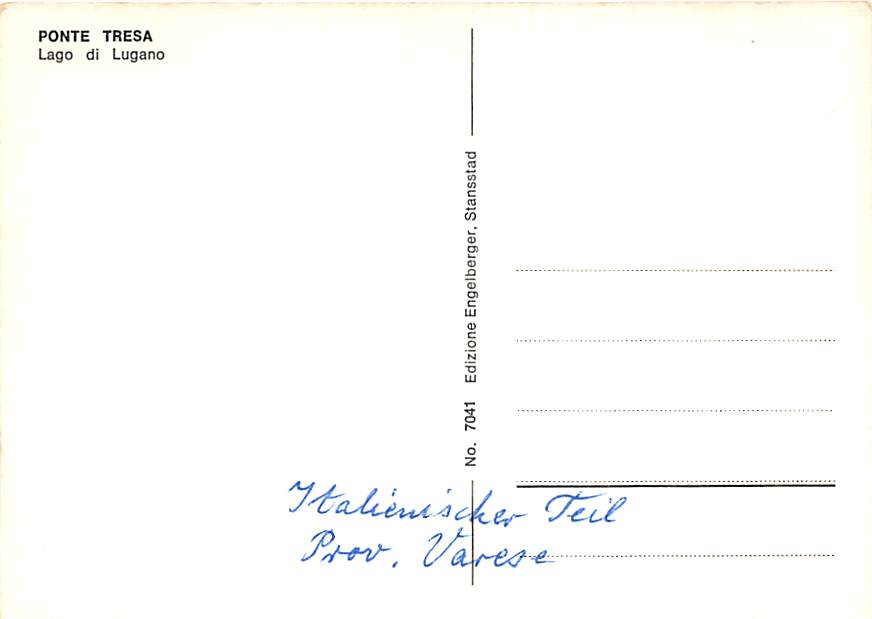 PONTE TRESA
Lago di Lugano
No. 7041 Edizione Engelberger, Stansstad
Italienischer Teil
Prov. Varese